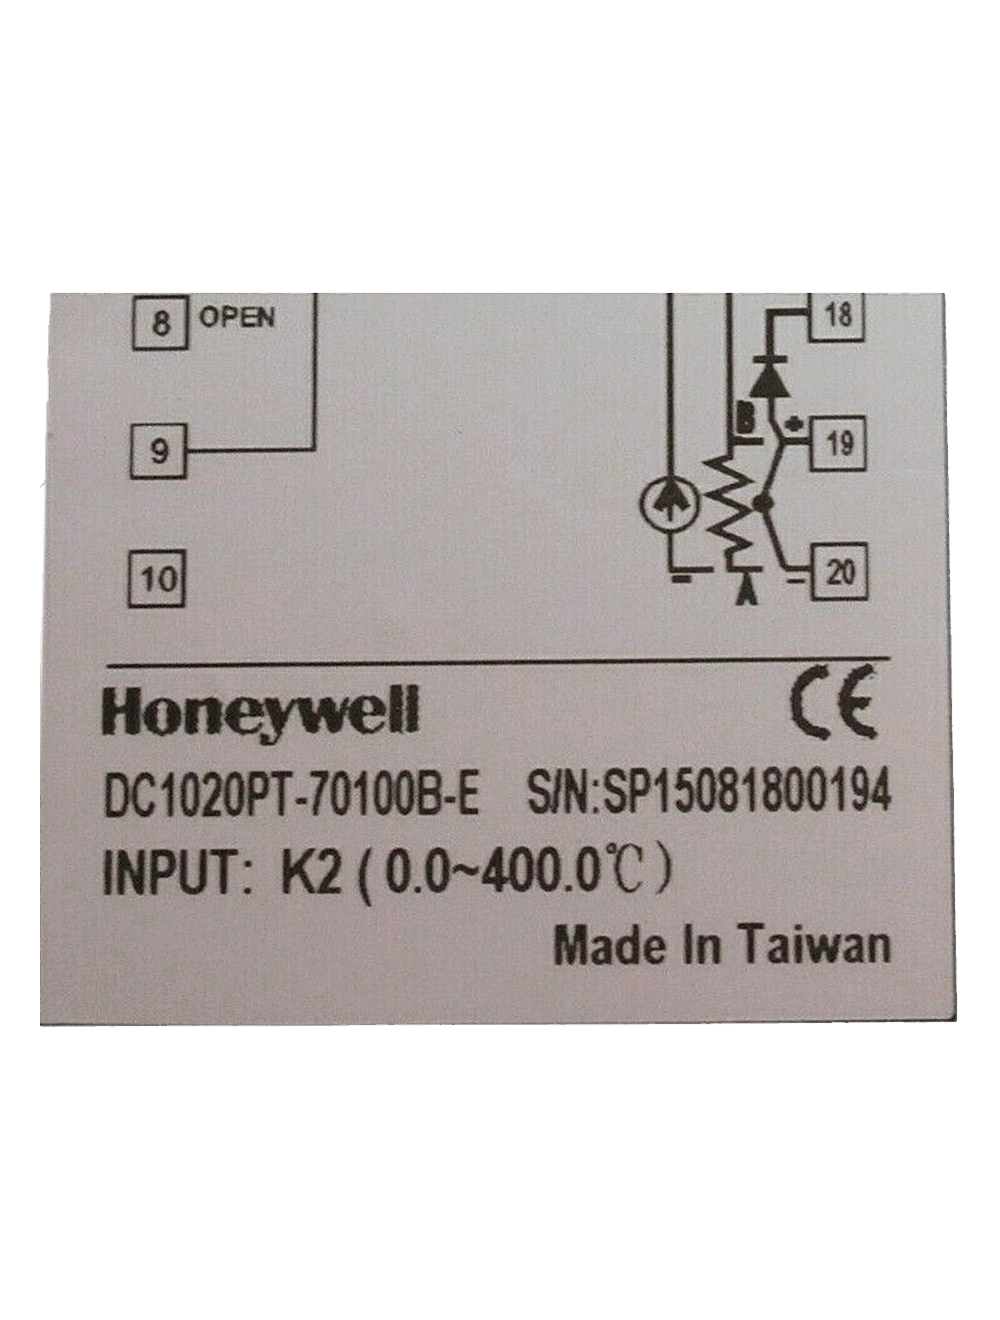 8 OPEN
18
B +
9
19
10
- A - 20
Honeywell CE
DC1020PT-70100B-E S/N:SP15081800194
INPUT: K2 ( 0.0~400.0℃ )
Made In Taiwan